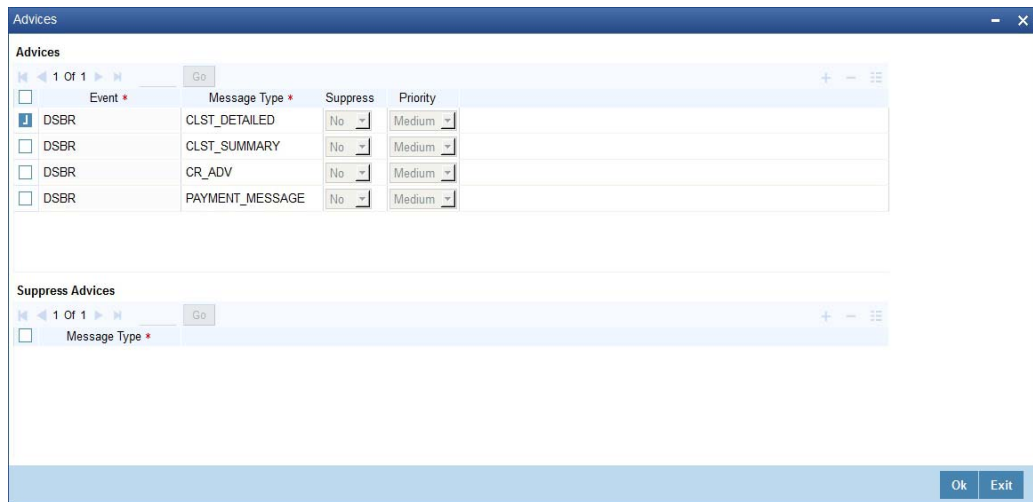 Advices
Advices
1 Of 1 Go
Event * Message Type * Suppress Priority
DSBR CLST_DETAILED No Medium
DSBR CLST_SUMMARY No Medium
DSBR CR_ADV No Medium
DSBR PAYMENT_MESSAGE No Medium
Suppress Advices
1 Of 1 Go
Message Type *
Ok Exit